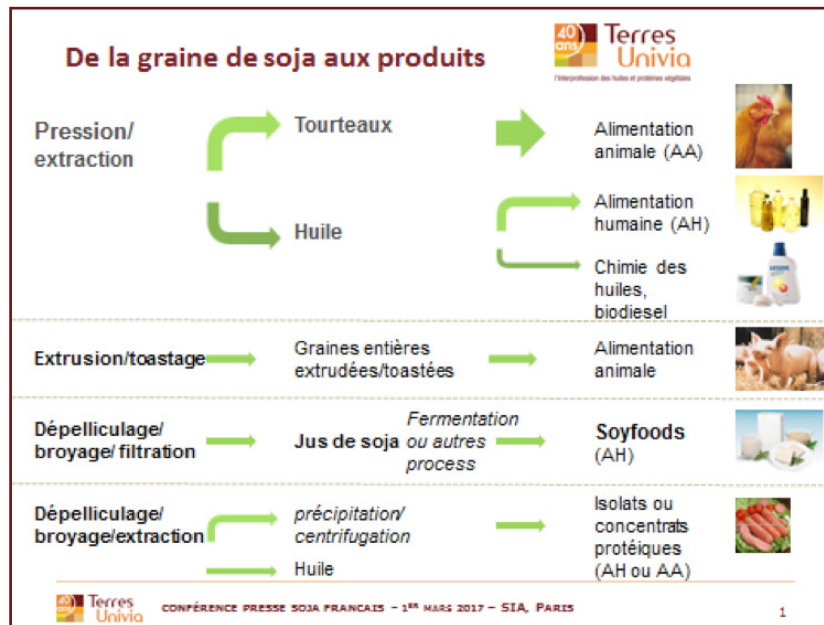 De la graine de soja aux produits
40 ans
Terres
Univia
l'interprofession des huiles et protéines végétales
Pression/
extraction
Tourteaux
Alimentation
animale (AA)
Huile
Alimentation
humaine (AH)
Chimie des
huiles,
biodiesel
Extrusion/toastage
Graines entières
extrudées/toastées
Alimentation
animale
Dépelliculage/
broyage/ filtration
Jus de soja
Fermentation
ou autres
process
Soyfoods
(AH)
Dépelliculage/
broyage/extraction
précipitation/
centrifugation
Huile
Isolats ou
concentrats
protéiques
(AH ou AA)
40 ans
Terres
Univia
CONFÉRENCE PRESSE SOJA FRANCAIS – 1ER MARS 2017 – SIA, PARIS
1